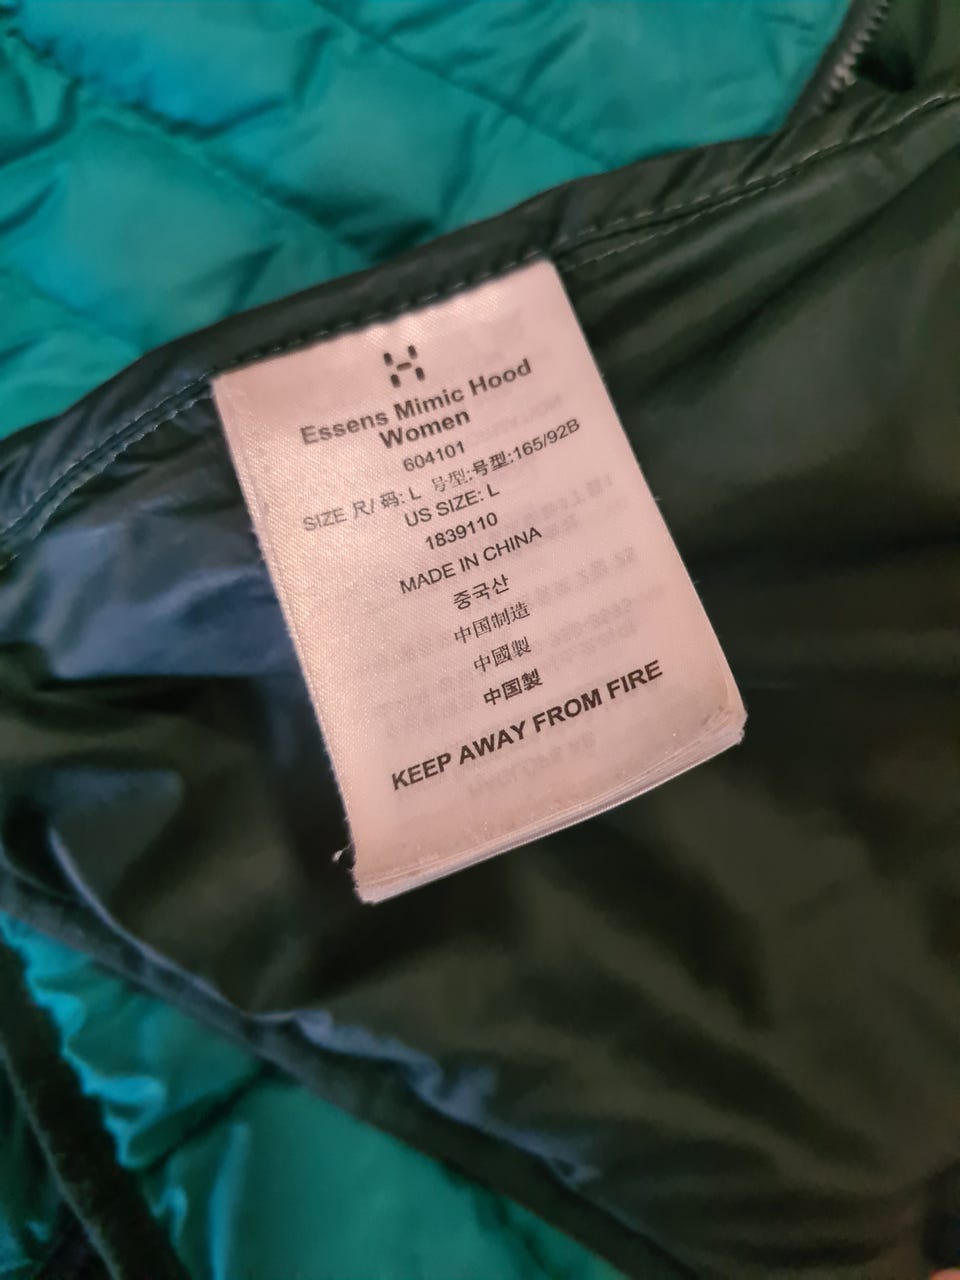 Essens Mimic Hood
Women
604101
SIZE 尺/ 码: L 号型:号型:165/92B
US SIZE: L
1839110
MADE IN CHINA
중국산
中国制造
中國製
中国製
KEEP AWAY FROM FIRE